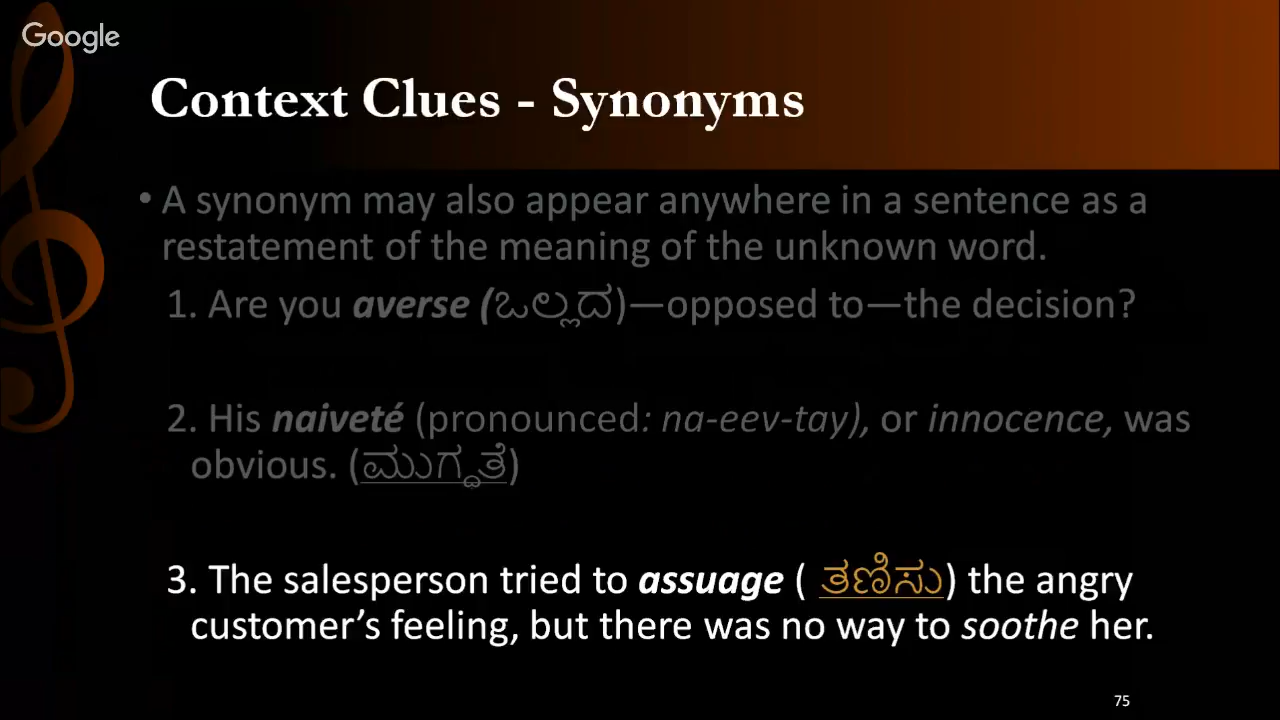 Google
Context Clues - Synonyms
• A synonym may also appear anywhere in a sentence as a
restatement of the meaning of the unknown word.
1. Are you averse (ಒಲ್ಲದ)—opposed to—the decision?
2. His naiveté (pronounced: na-eev-tay), or innocence, was
obvious. (ಮುಗ್ಧತೆ)
3. The salesperson tried to assuage ( ತಣಿಸು) the angry
customer’s feeling, but there was no way to soothe her.
75